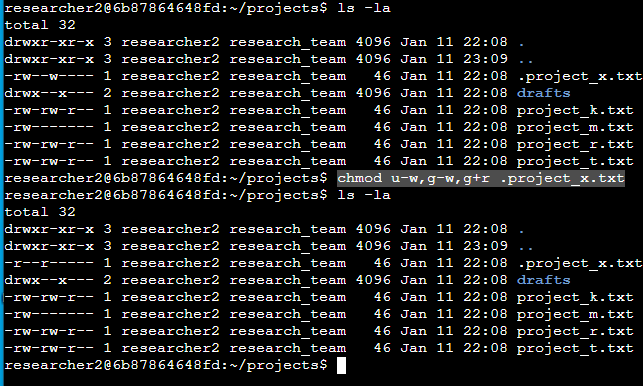 researcher2@6b87864648fd:~/projects$ ls -la
total 32
drwxr-xr-x 3 researcher2 research_team 4096 Jan 11 22:08 .
drwxr-xr-x 3 researcher2 research_team 4096 Jan 11 23:09 ..
-rw--w---- 1 researcher2 research_team   46 Jan 11 22:08 .project_x.txt
drwx--x--- 2 researcher2 research_team 4096 Jan 11 22:08 drafts
-rw-rw-r-- 1 researcher2 research_team   46 Jan 11 22:08 project_k.txt
-rw------- 1 researcher2 research_team   46 Jan 11 22:08 project_m.txt
-rw-rw-r-- 1 researcher2 research_team   46 Jan 11 22:08 project_r.txt
-rw-rw-r-- 1 researcher2 research_team   46 Jan 11 22:08 project_t.txt
researcher2@6b87864648fd:~/projects$ chmod u-w,g-w,g+r .project_x.txt
researcher2@6b87864648fd:~/projects$ ls -la
total 32
drwxr-xr-x 3 researcher2 research_team 4096 Jan 11 22:08 .
drwxr-xr-x 3 researcher2 research_team 4096 Jan 11 23:09 ..
-r--r----- 1 researcher2 research_team   46 Jan 11 22:08 .project_x.txt
drwx--x--- 2 researcher2 research_team 4096 Jan 11 22:08 drafts
-rw-rw-r-- 1 researcher2 research_team   46 Jan 11 22:08 project_k.txt
-rw------- 1 researcher2 research_team   46 Jan 11 22:08 project_m.txt
-rw-rw-r-- 1 researcher2 research_team   46 Jan 11 22:08 project_r.txt
-rw-rw-r-- 1 researcher2 research_team   46 Jan 11 22:08 project_t.txt
researcher2@6b87864648fd:~/projects$